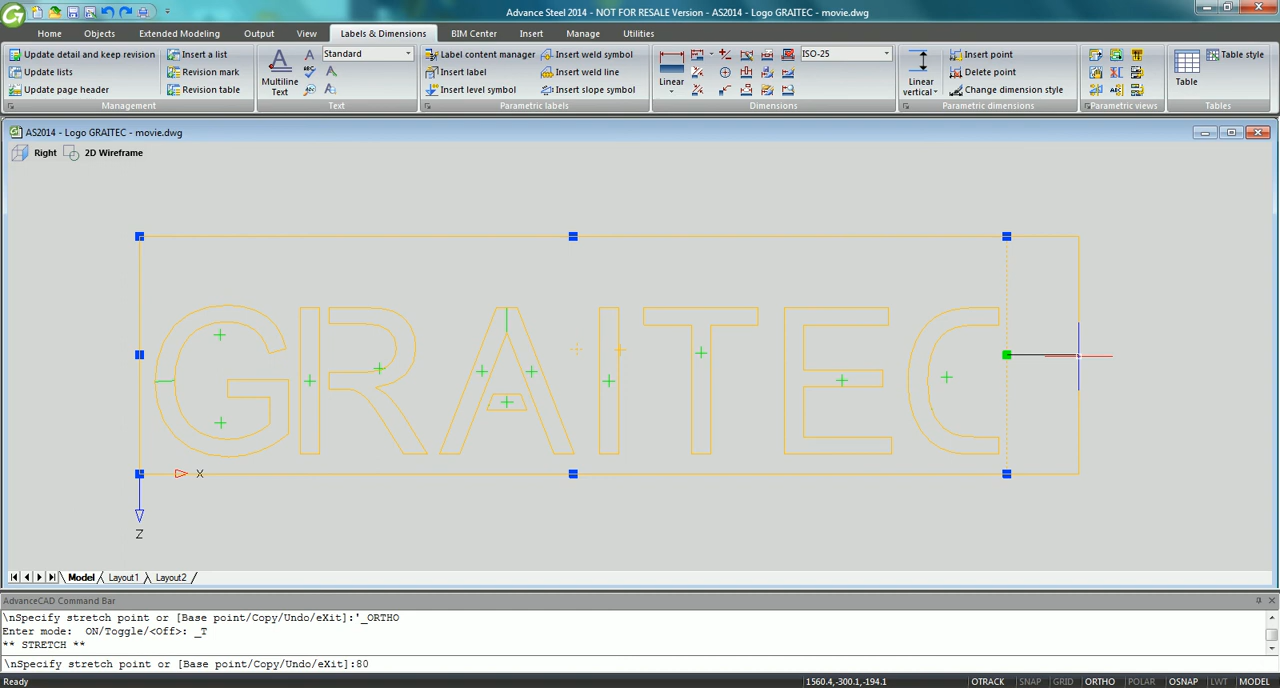 Advance Steel 2014 - NOT FOR RESALE Version - AS2014 - Logo GRAITEC - movie.dwg
Home Objects Extended Modeling Output View Labels & Dimensions BIM Center Insert Manage Utilities
Update detail and keep revision Insert a list Standard Label content manager Insert weld symbol ISO-25 Insert point Table style
Update lists Revision mark Insert label Insert weld line Delete point
Multiline Text Linear Linear vertical Table
Update page header Revision table Insert level symbol Insert slope symbol Change dimension style
Management Text Parametric labels Dimensions Parametric dimensions Parametric views Tables
AS2014 - Logo GRAITEC - movie.dwg
Right 2D Wireframe
GRAITEC
X
Z
Model Layout1 Layout2
AdvanceCAD Command Bar
\nSpecify stretch point or [Base point/Copy/Undo/eXit]:'_ORTHO
Enter mode: ON/Toggle/<Off>: _T
** STRETCH **
\nSpecify stretch point or [Base point/Copy/Undo/eXit]:80
Ready 1560.4,-300.1,-194.1 OTRACK SNAP GRID ORTHO POLAR OSNAP LWT MODEL